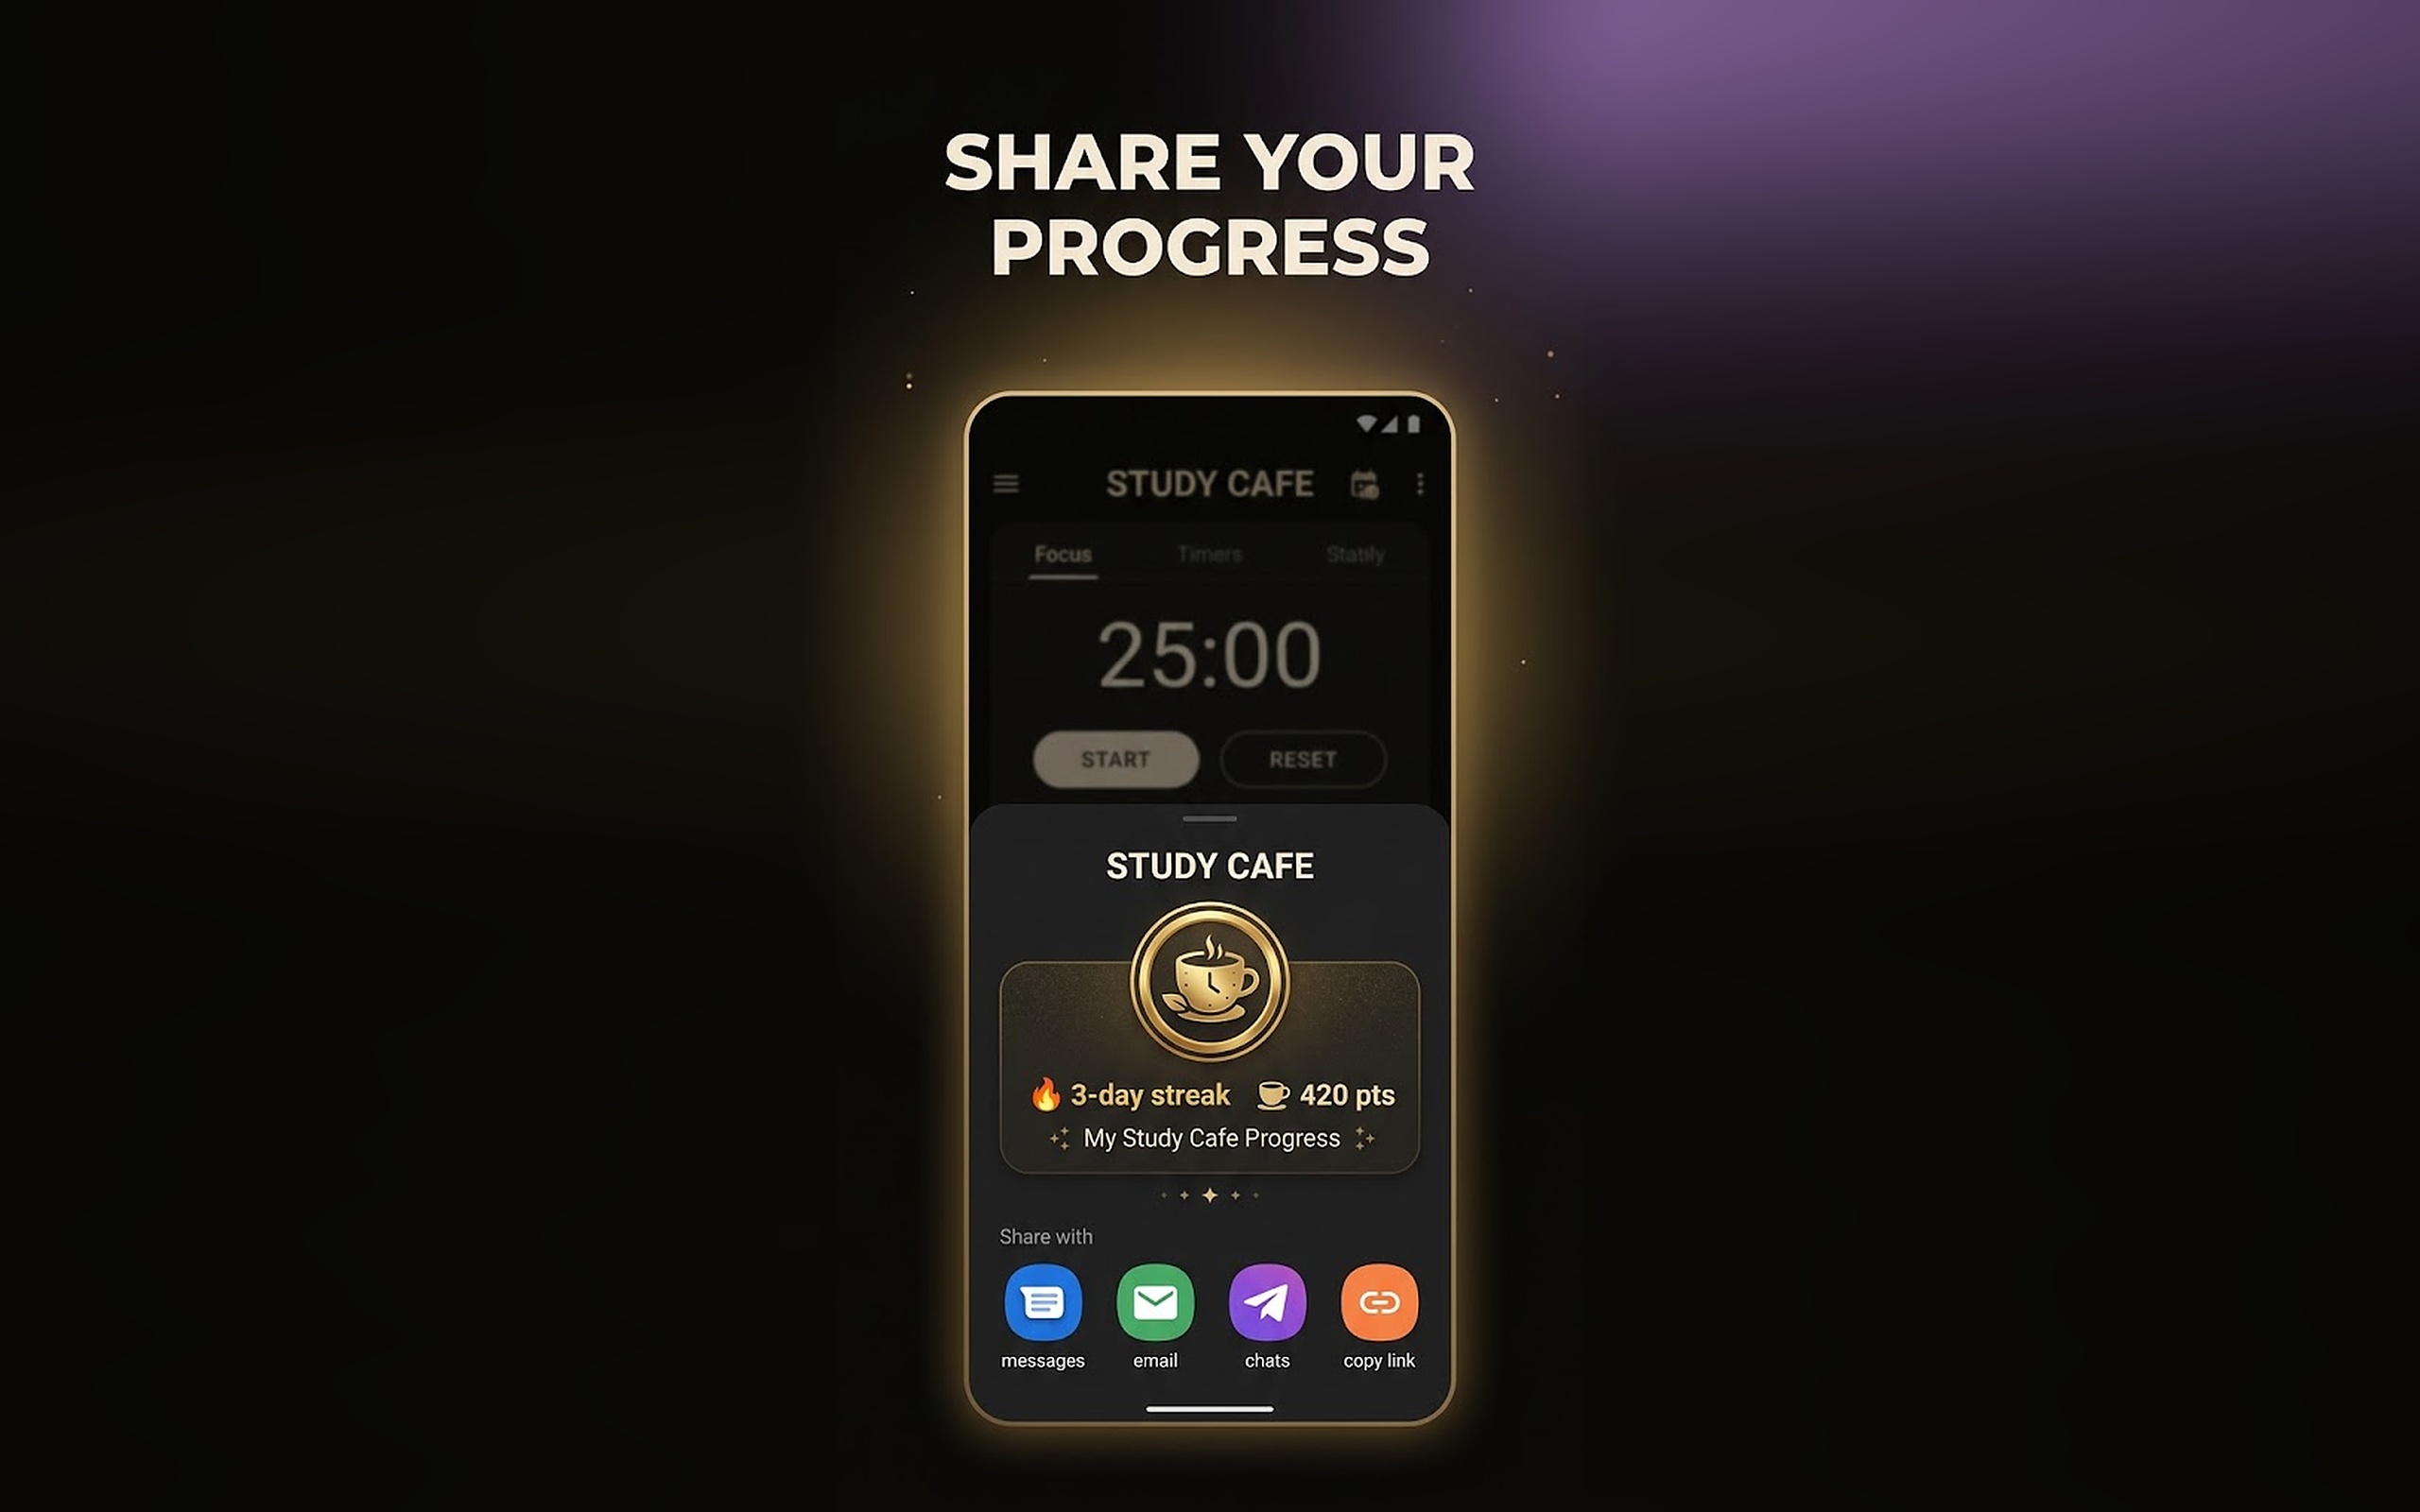 SHARE YOUR
PROGRESS
STUDY CAFE
Focus Timers
25:00
START RESET
STUDY CAFE
3-day streak 420 pts
My Study Cafe Progress
Share with
messages email chats copy link